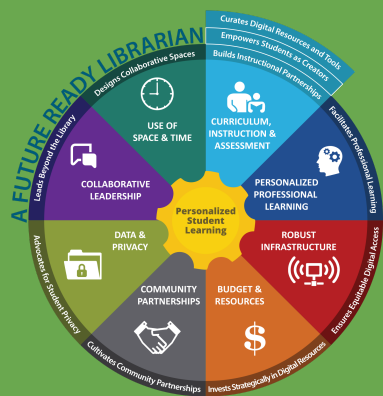 A FUTURE READY LIBRARIAN
Curates Digital Resources and Tools
Empowers Students as Creators
Builds Instructional Partnerships
Designs Collaborative Spaces
USE OF
SPACE & TIME
CURRICULUM,
INSTRUCTION &
ASSESSMENT
Facilitates Professional Learning
PERSONALIZED
PROFESSIONAL
LEARNING
Leads Beyond the Library
COLLABORATIVE
LEADERSHIP
Personalized
Student
Learning
DATA &
PRIVACY
Advocates for Student Privacy
ROBUST
INFRASTRUCTURE
Ensures Equitable Digital Access
COMMUNITY
PARTNERSHIPS
Cultivates Community Partnerships
BUDGET &
RESOURCES
$
Invests Strategically in Digital Resources